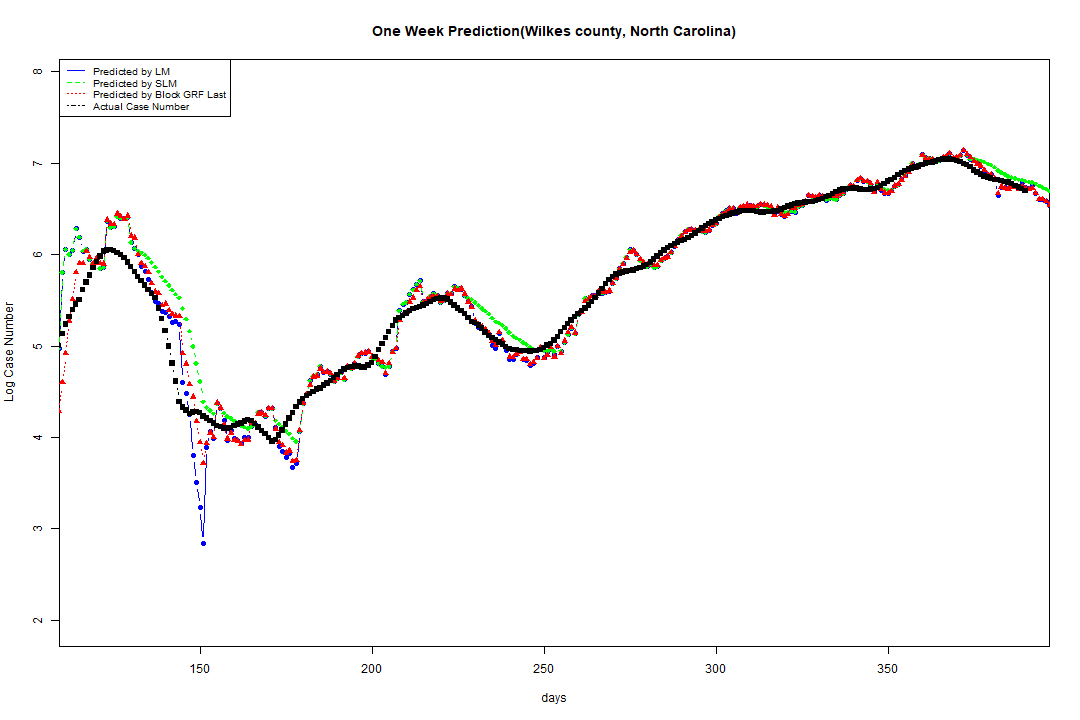 One Week Prediction(Wilkes county, North Carolina)
Predicted by LM
Predicted by SLM
Predicted by Block GRF Last
Actual Case Number
8
7
6
5
4
3
2
Log Case Number
150
200
250
300
350
days